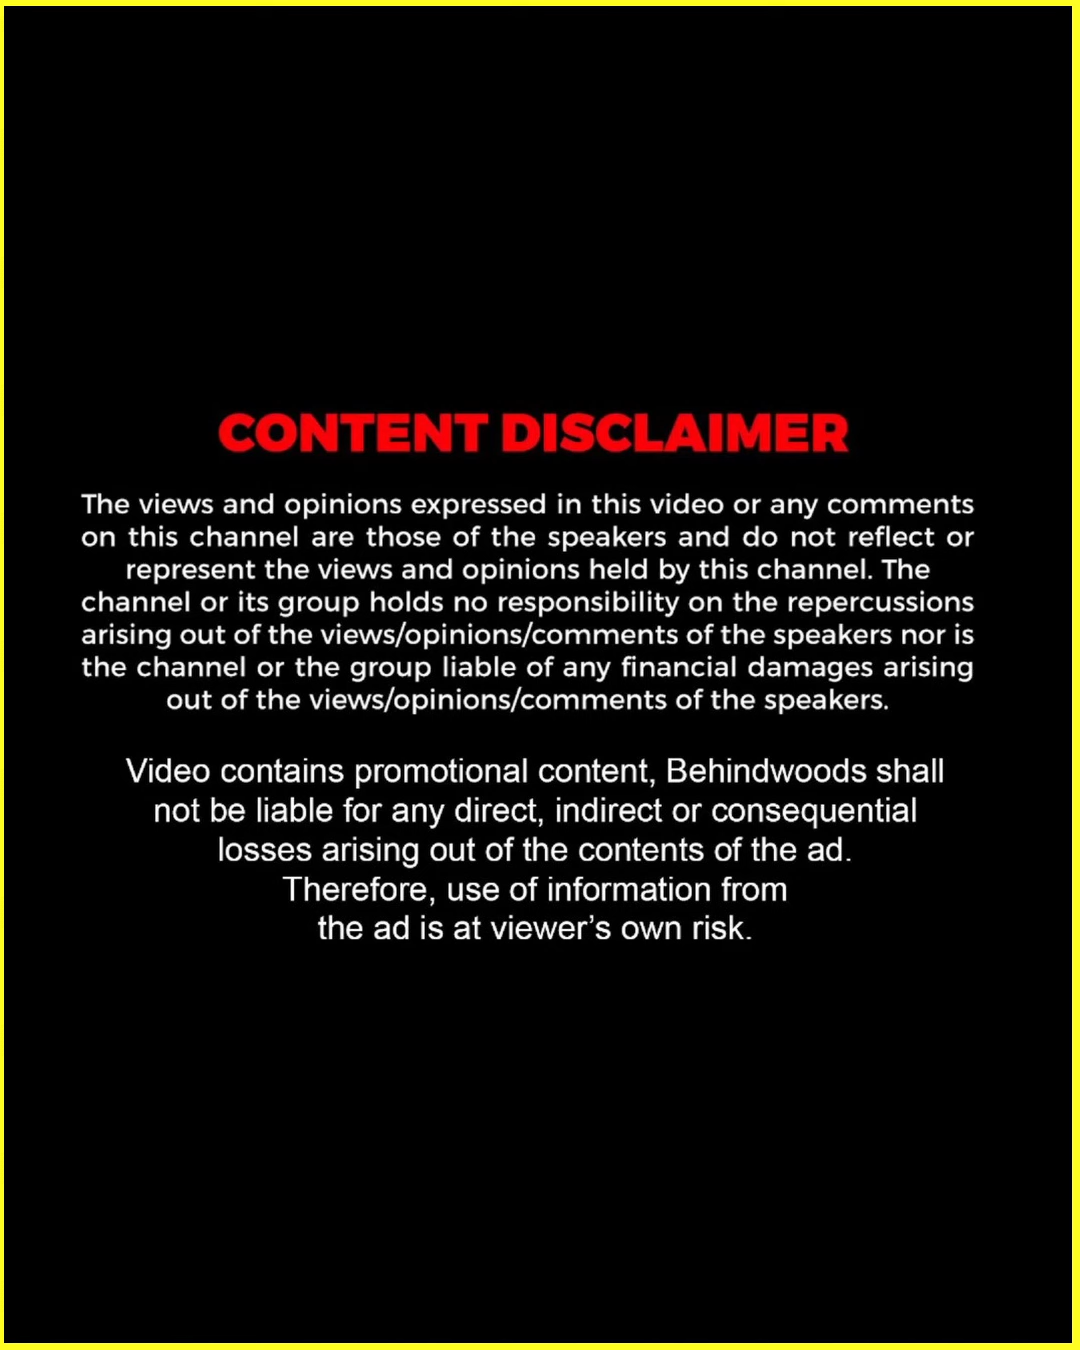 CONTENT DISCLAIMER
The views and opinions expressed in this video or any comments
on this channel are those of the speakers and do not reflect or
represent the views and opinions held by this channel. The
channel or its group holds no responsibility on the repercussions
arising out of the views/opinions/comments of the speakers nor is
the channel or the group liable of any financial damages arising
out of the views/opinions/comments of the speakers.
Video contains promotional content, Behindwoods shall
not be liable for any direct, indirect or consequential
losses arising out of the contents of the ad.
Therefore, use of information from
the ad is at viewer’s own risk.